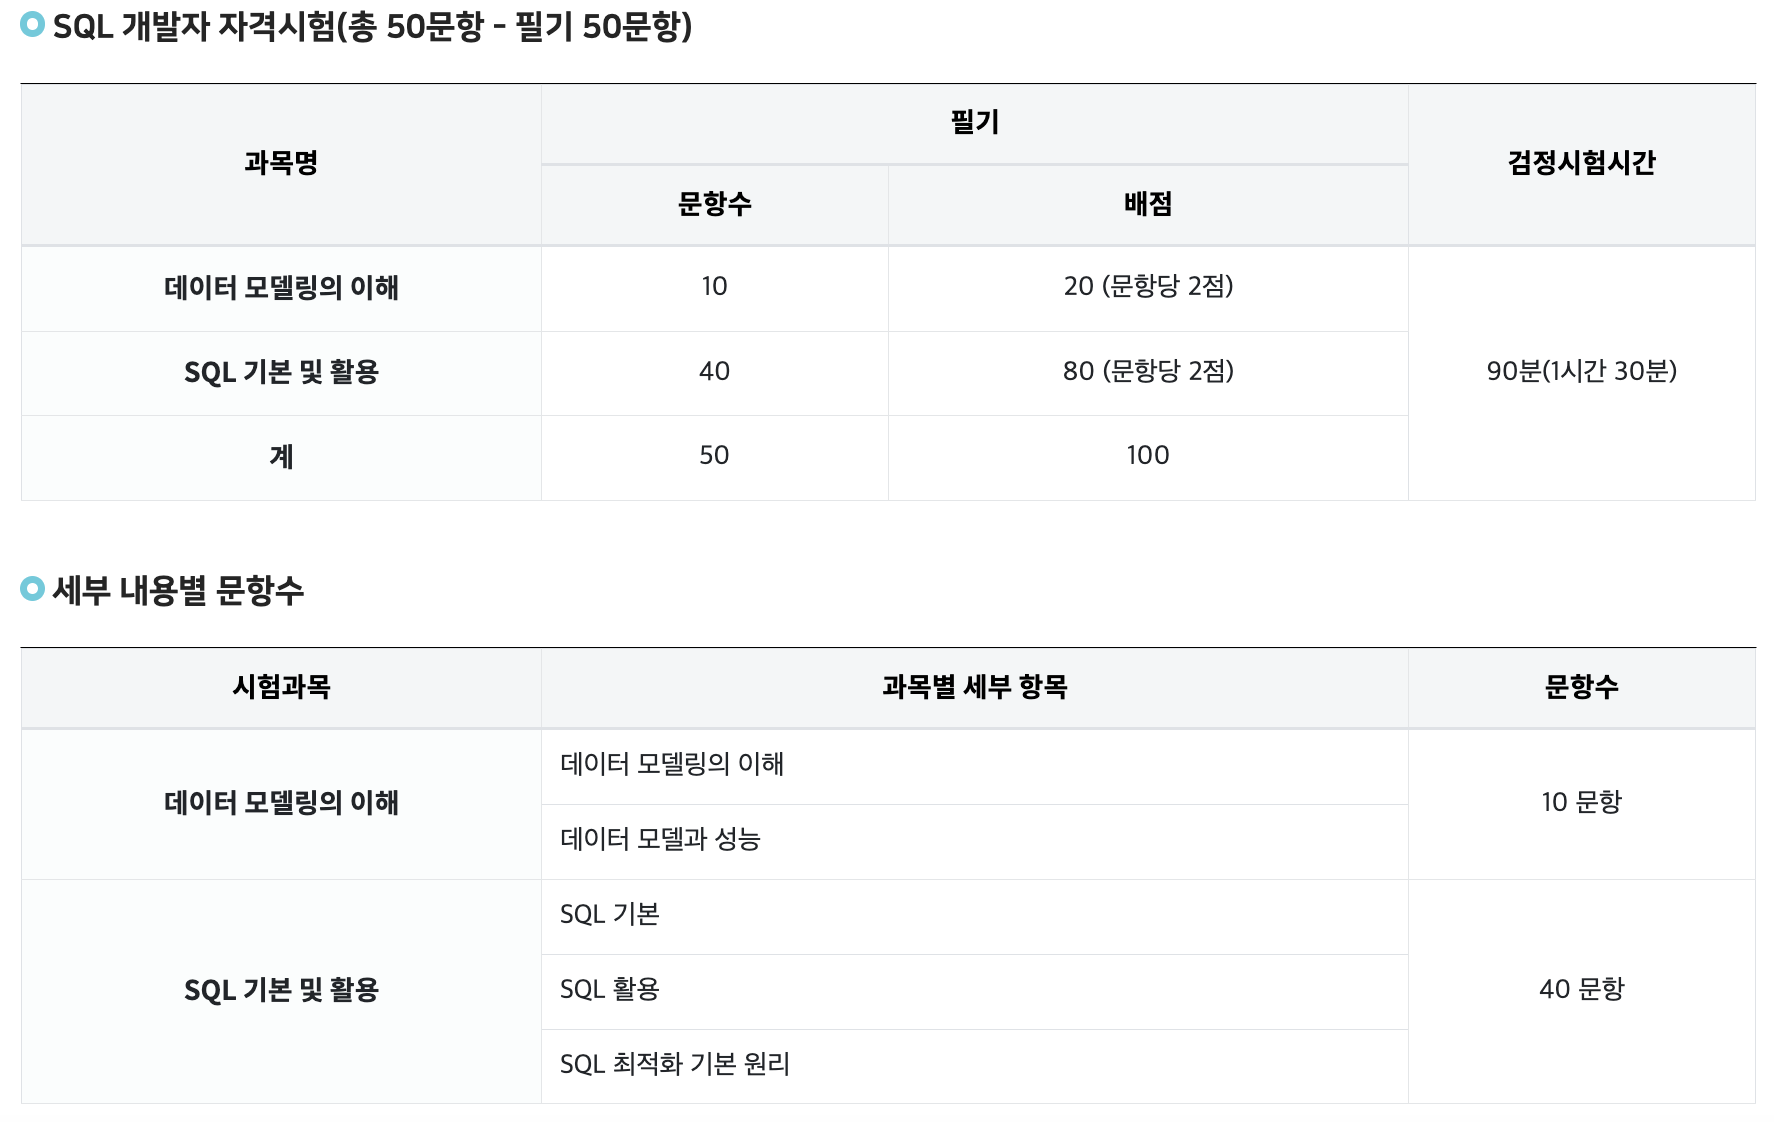 SQL 개발자 자격시험(총 50문항 - 필기 50문항)
과목명
필기
검정시험시간
문항수
배점
데이터 모델링의 이해
10
20 (문항당 2점)
90분(1시간 30분)
SQL 기본 및 활용
40
80 (문항당 2점)
계
50
100
세부 내용별 문항수
시험과목
과목별 세부 항목
문항수
데이터 모델링의 이해
데이터 모델링의 이해
10 문항
데이터 모델과 성능
SQL 기본 및 활용
SQL 기본
40 문항
SQL 활용
SQL 최적화 기본 원리